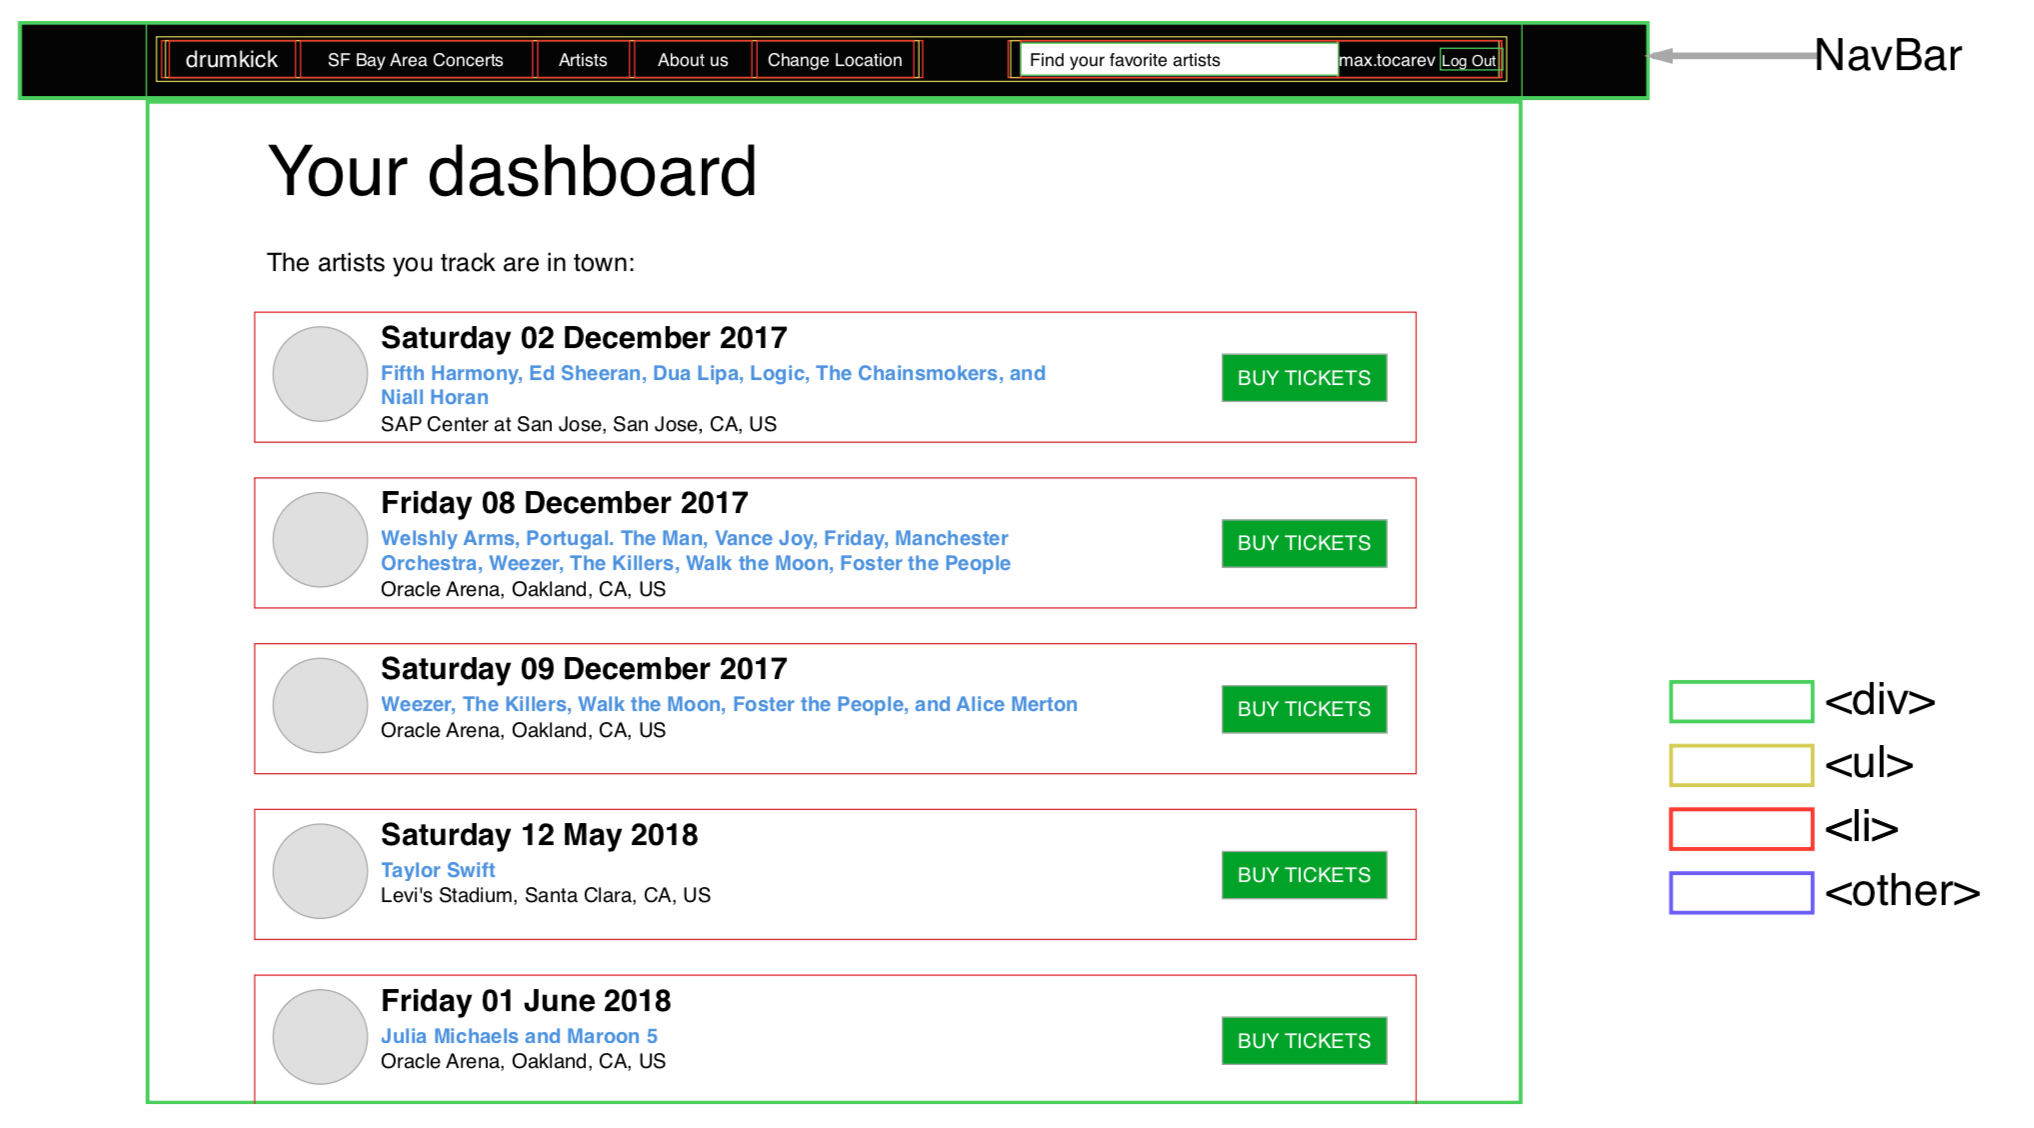 drumkick SF Bay Area Concerts Artists About us Change Location Find your favorite artists max.tocarev Log Out
NavBar
Your dashboard
The artists you track are in town:
Saturday 02 December 2017
Fifth Harmony, Ed Sheeran, Dua Lipa, Logic, The Chainsmokers, and
Niall Horan
SAP Center at San Jose, San Jose, CA, US
BUY TICKETS
Friday 08 December 2017
Welshly Arms, Portugal. The Man, Vance Joy, Friday, Manchester
Orchestra, Weezer, The Killers, Walk the Moon, Foster the People
Oracle Arena, Oakland, CA, US
BUY TICKETS
Saturday 09 December 2017
Weezer, The Killers, Walk the Moon, Foster the People, and Alice Merton
Oracle Arena, Oakland, CA, US
BUY TICKETS
Saturday 12 May 2018
Taylor Swift
Levi's Stadium, Santa Clara, CA, US
BUY TICKETS
Friday 01 June 2018
Julia Michaels and Maroon 5
Oracle Arena, Oakland, CA, US
BUY TICKETS
<div>
<ul>
<li>
<other>